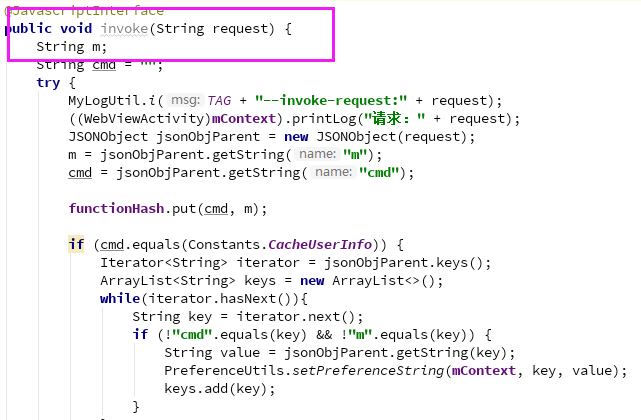 @JavascriptInterface
public void invoke(String request) {
String m;
String cmd = "";
try {
MyLogUtil.i( msg: TAG + "--invoke-request:" + request);
((WebViewActivity)mContext).printLog("请求：" + request);
JSONObject jsonObjParent = new JSONObject(request);
m = jsonObjParent.getString( name: "m");
cmd = jsonObjParent.getString( name: "cmd");
functionHash.put(cmd, m);
if (cmd.equals(Constants.CacheUserInfo)) {
Iterator<String> iterator = jsonObjParent.keys();
ArrayList<String> keys = new ArrayList<>();
while(iterator.hasNext()){
String key = iterator.next();
if (!"cmd".equals(key) && !"m".equals(key)) {
String value = jsonObjParent.getString(key);
PreferenceUtils.setPreferenceString(mContext, key, value);
keys.add(key);
}